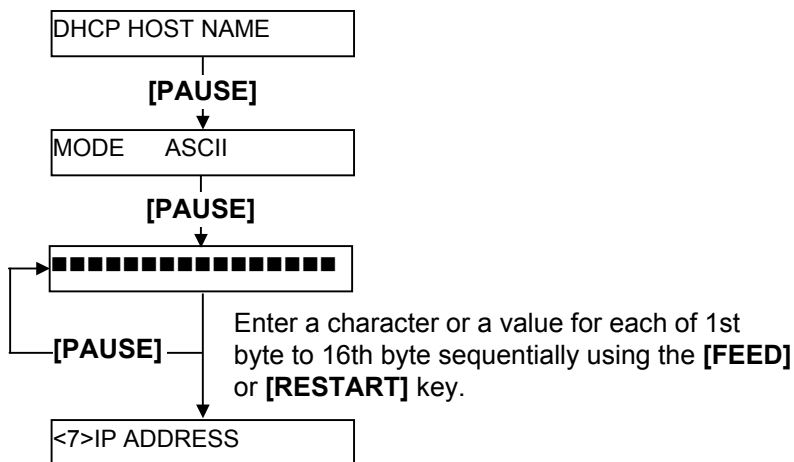 DHCP HOST NAME
[PAUSE]
MODE ASCII
[PAUSE]
■■■■■■■■■■■■■■■■
[PAUSE]
Enter a character or a value for each of 1st
byte to 16th byte sequentially using the [FEED]
or [RESTART] key.
<7>IP ADDRESS